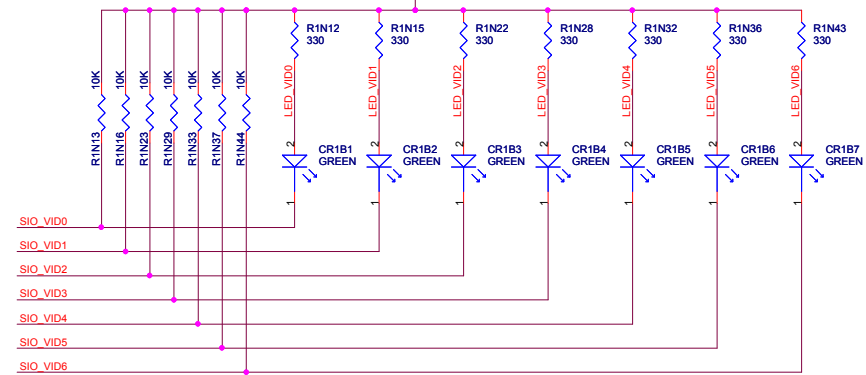 R1N12
330
R1N15
330
R1N22
330
R1N28
330
R1N32
330
R1N36
330
R1N43
330
10K
10K
10K
10K
10K
10K
10K
LED_VID0
LED_VID1
LED_VID2
LED_VID3
LED_VID4
LED_VID5
LED_VID6
R1N13
R1N16
R1N23
R1N29
R1N33
R1N37
R1N44
2
CR1B1
GREEN
1
2
CR1B2
GREEN
1
2
CR1B3
GREEN
1
2
CR1B4
GREEN
1
2
CR1B5
GREEN
1
2
CR1B6
GREEN
1
2
CR1B7
GREEN
1
SIO_VID0
SIO_VID1
SIO_VID2
SIO_VID3
SIO_VID4
SIO_VID5
SIO_VID6